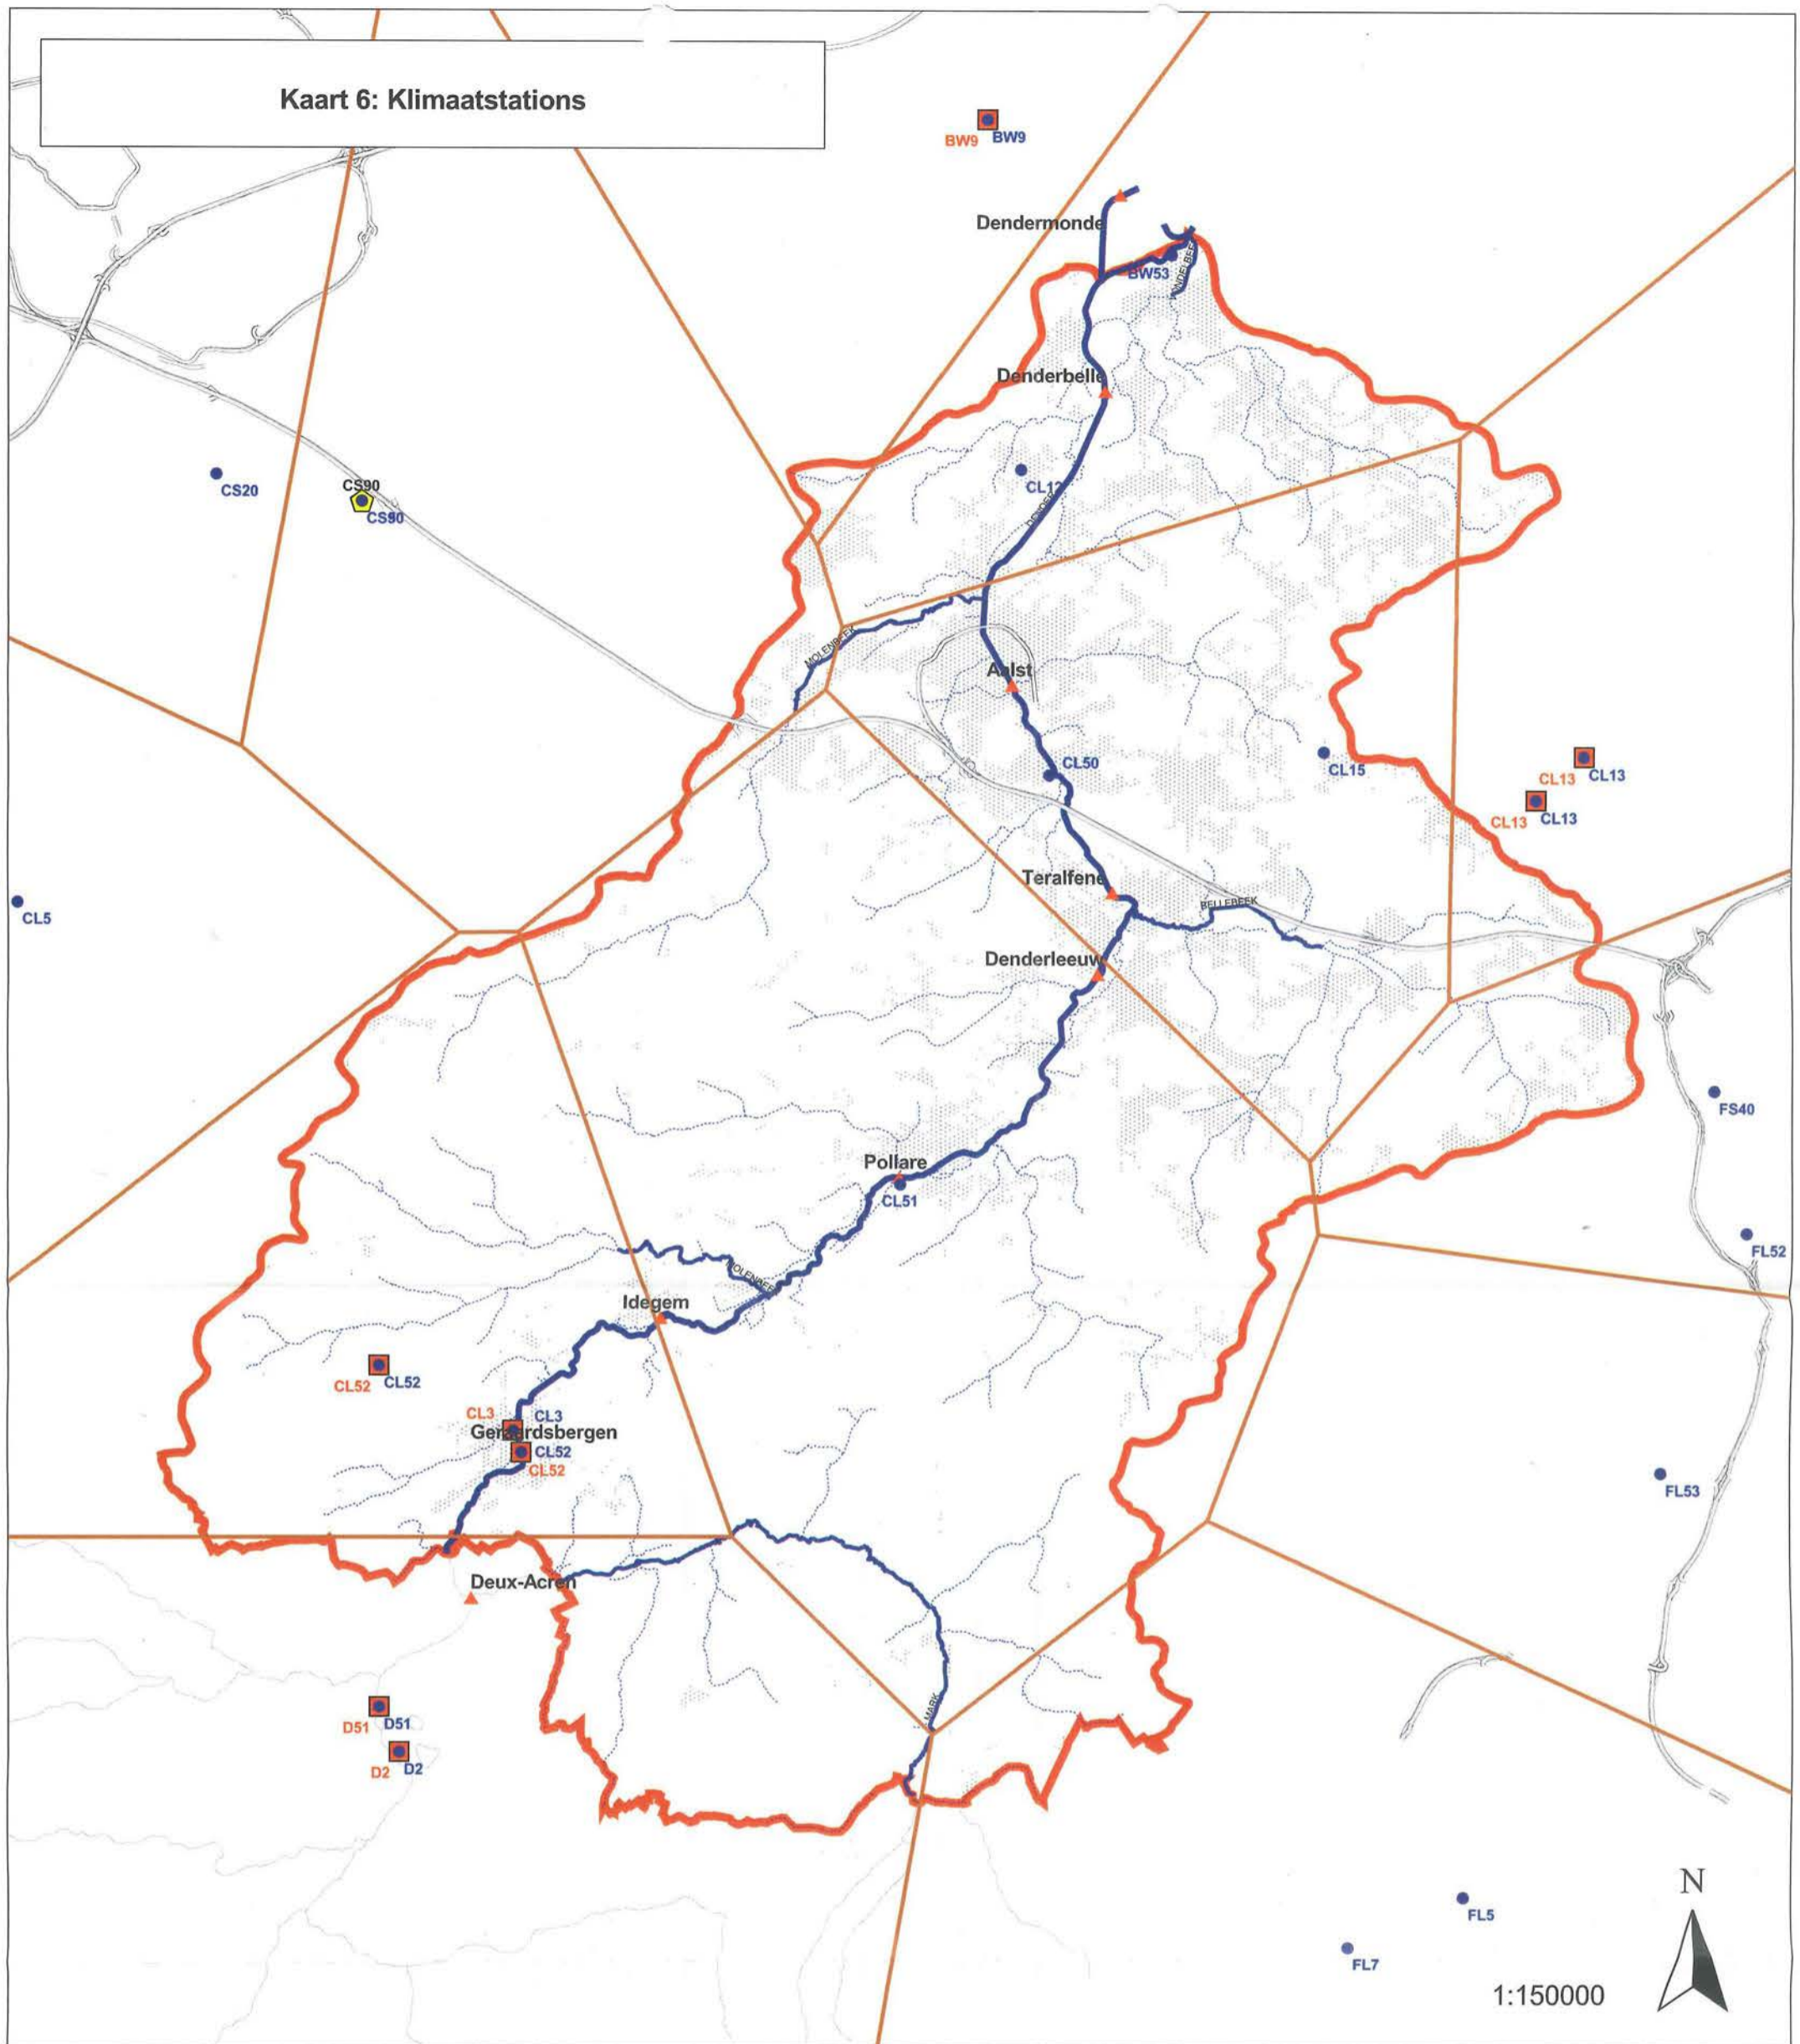 Kaart 6: Klimaatstations
BW9 BW9
Dendermonde
BW53
Denderbelle
CS20
CS90
CS90
CL12
DENDER
MOLENBEEK
Aalst
CL50
CL15
CL13 CL13
CL13 CL13
Teralfene
BELLEBEEK
CL5
Denderleeuw
FS40
Pollare
CL51
FL52
MOLENBEEK
Idegem
CL52 CL52
CL3 CL3
Geraardsbergen
CL52
CL52
FL53
Deux-Acren
MARK
D51 D51
D2 D2
FL5
FL7
N
1:150000